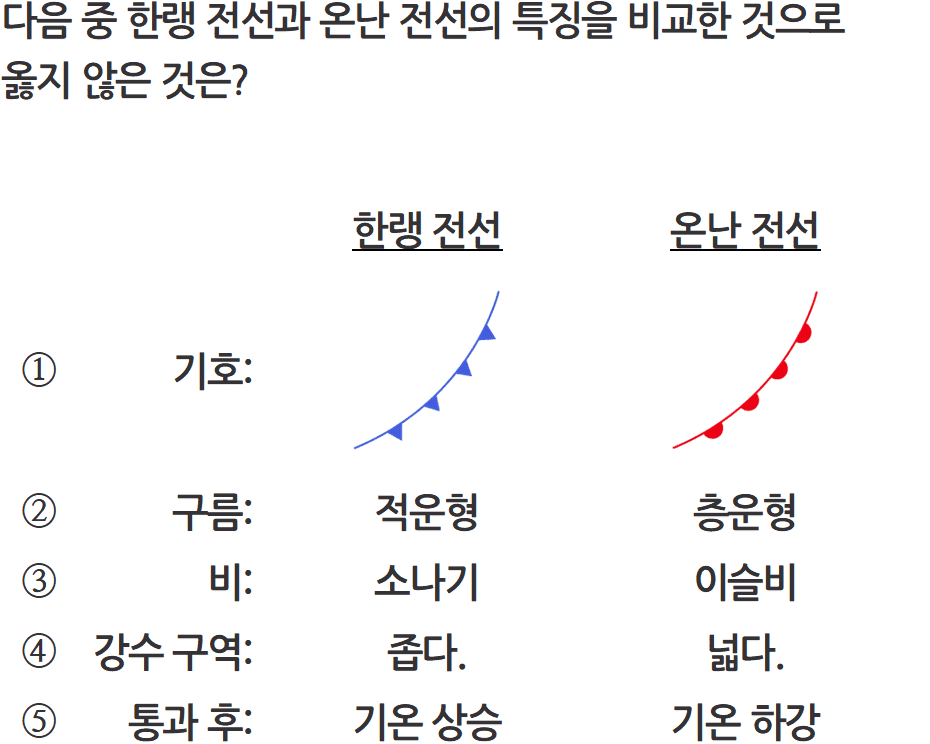 다음 중 한랭 전선과 온난 전선의 특징을 비교한 것으로
옳지 않은 것은?
한랭 전선 온난 전선
① 기호:
② 구름: 적운형 층운형
③ 비: 소나기 이슬비
④ 강수 구역: 좁다. 넓다.
⑤ 통과 후: 기온 상승 기온 하강